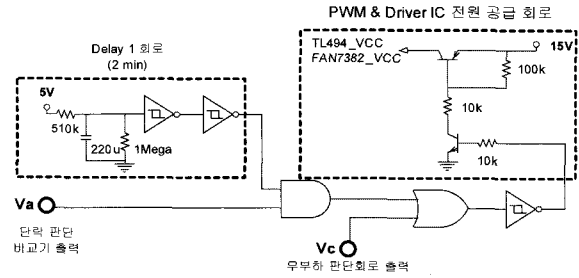 PWM & Driver IC 전원 공급 회로
Delay 1 회로
(2 min)
TL494_VCC
FAN7382_VCC
15V
100k
5V
10k
510k
220u
1Mega
10k
Va
단락 판단
비교기 출력
Vc
무부하 판단회로 출력